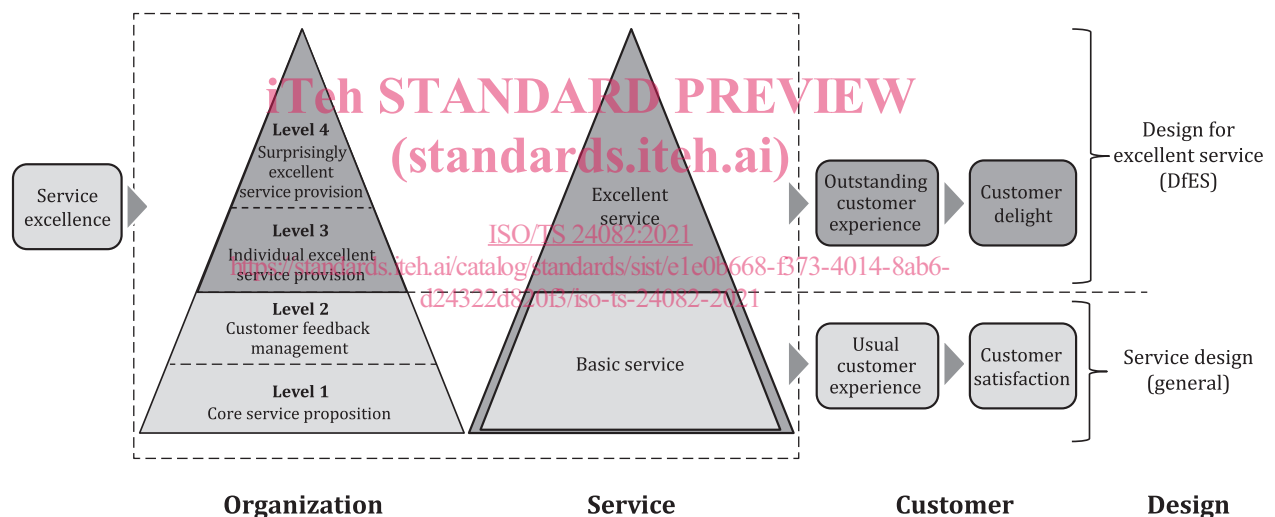 iTeh STANDARD PREVIEW
(standards.iteh.ai)
ISO/TS 24082:2021
https://standards.iteh.ai/catalog/standards/sist/e1e0b668-f373-4014-8ab6-
d24322d820f3/iso-ts-24082-2021
Service
excellence
Level 4
Surprisingly
excellent
service provision
Level 3
Individual excellent
service provision
Level 2
Customer feedback
management
Level 1
Core service proposition
Excellent
service
Basic service
Outstanding
customer
experience
Customer
delight
Usual
customer
experience
Customer
satisfaction
Design for
excellent service
(DfES)
Service design
(general)
Organization
Service
Customer
Design